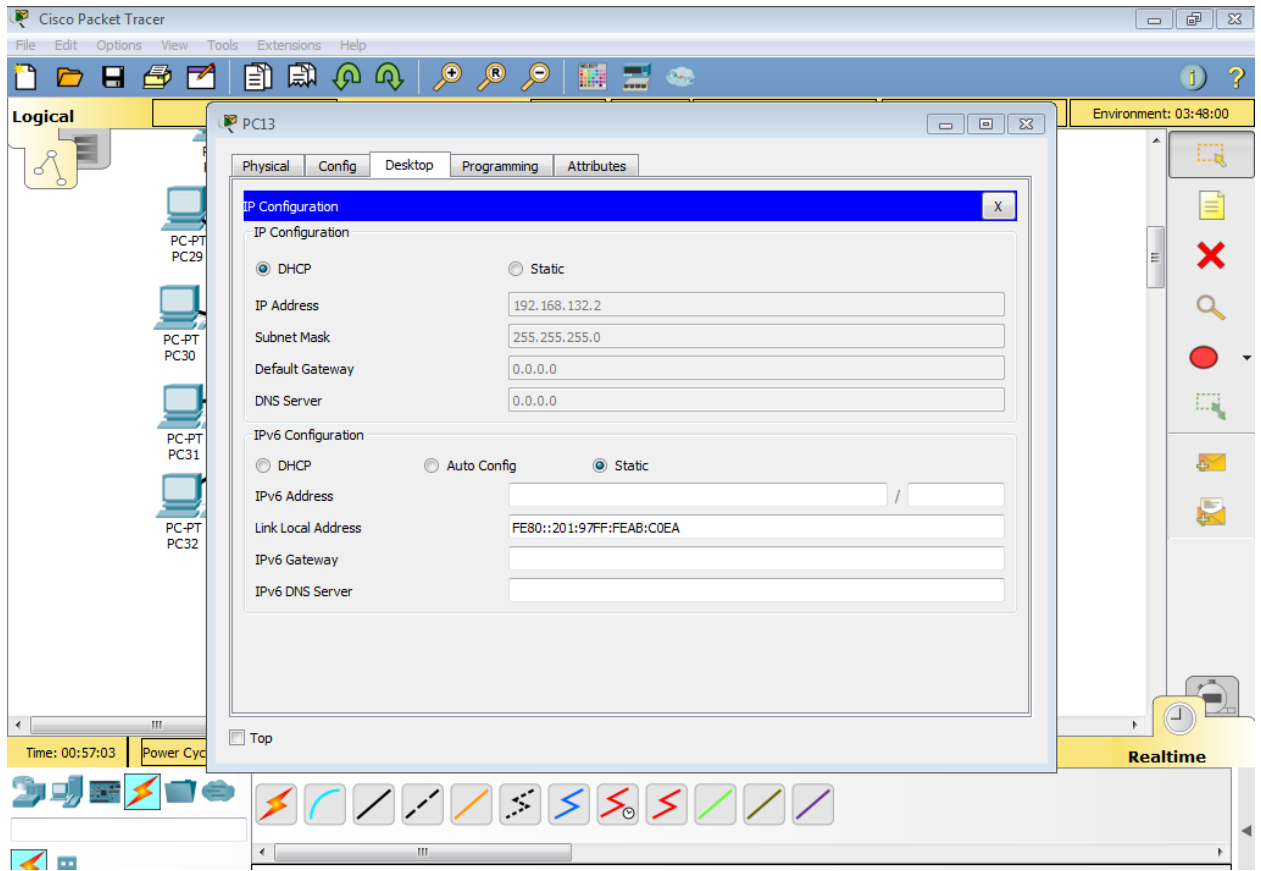 Cisco Packet Tracer
File Edit Options View Tools Extensions Help
Logical
Environment: 03:48:00
PC13
Physical Config Desktop Programming Attributes
IP Configuration X
IP Configuration
DHCP Static
IP Address 192.168.132.2
Subnet Mask 255.255.255.0
Default Gateway 0.0.0.0
DNS Server 0.0.0.0
IPv6 Configuration
DHCP Auto Config Static
IPv6 Address /
Link Local Address FE80::201:97FF:FEAB:C0EA
IPv6 Gateway
IPv6 DNS Server
Top
PC-PT
PC29
PC-PT
PC30
PC-PT
PC31
PC-PT
PC32
Time: 00:57:03 Power Cyc
Realtime